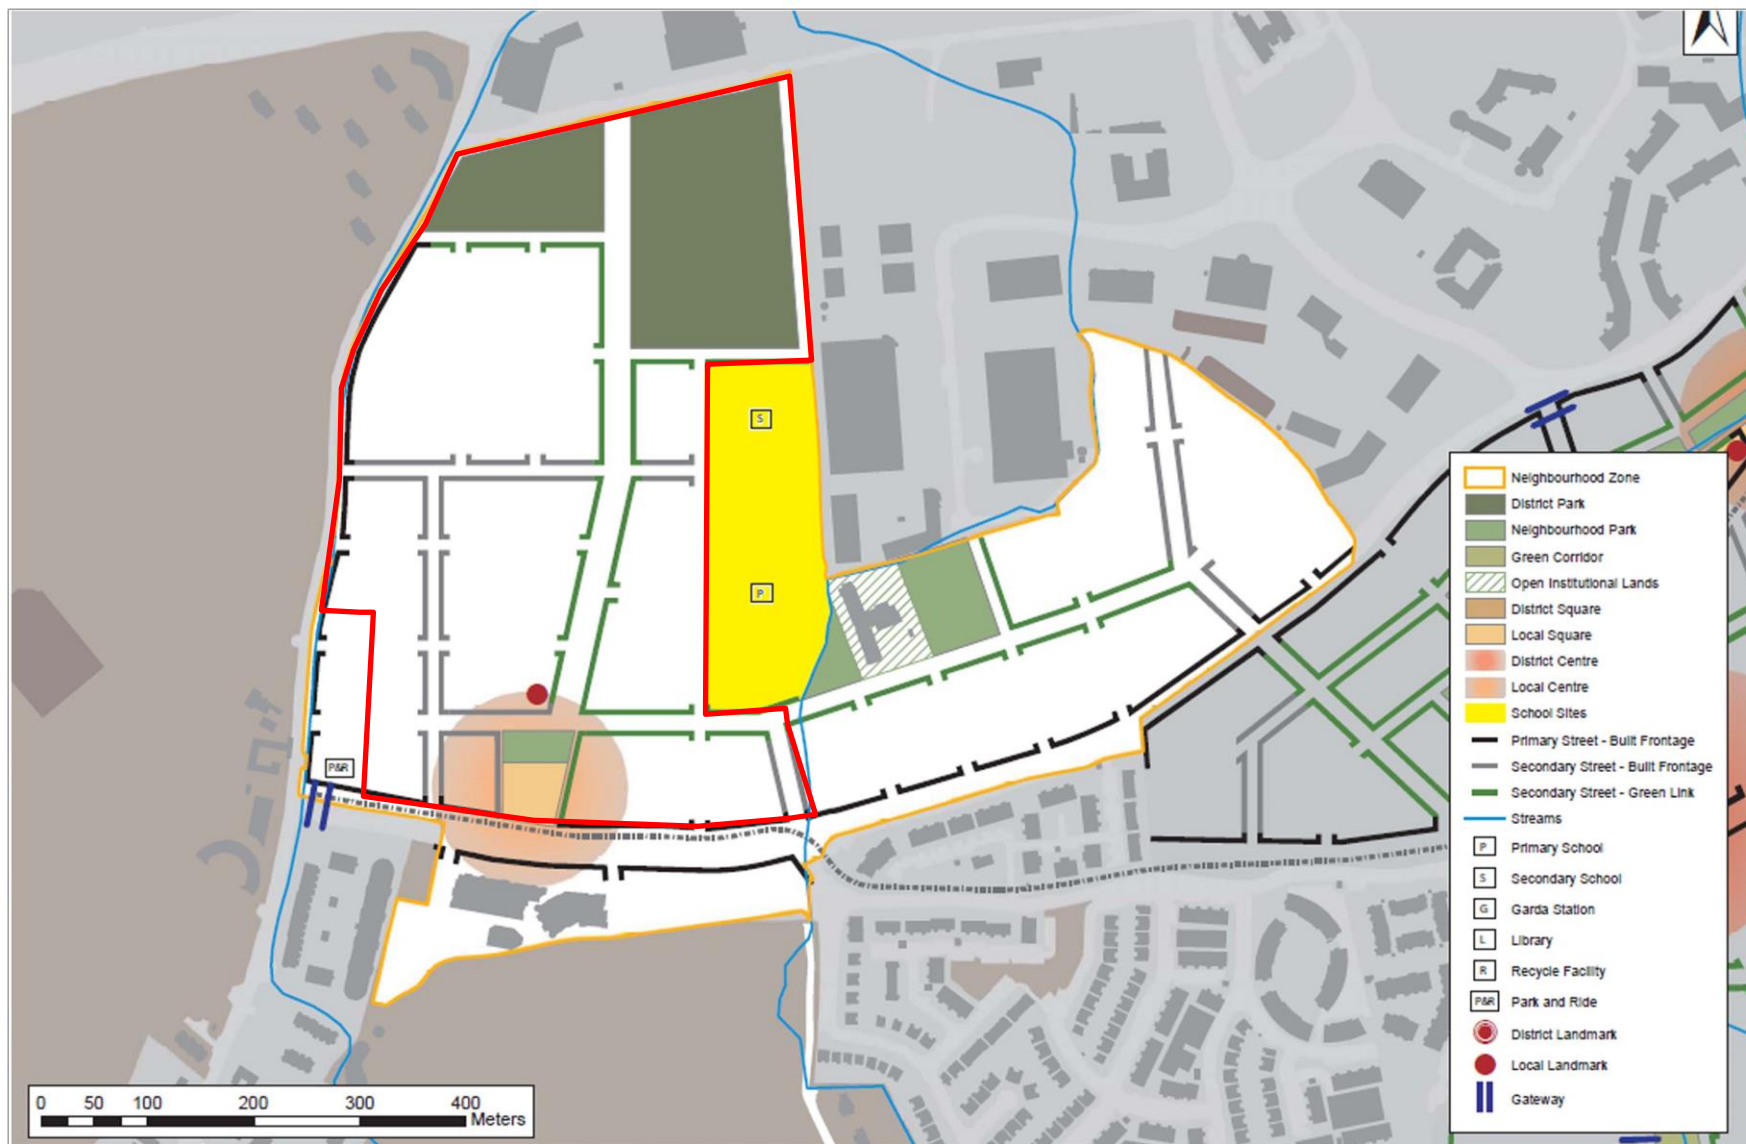 S
P
P&R
Neighbourhood Zone
District Park
Neighbourhood Park
Green Corridor
Open Institutional Lands
District Square
Local Square
District Centre
Local Centre
School Sites
Primary Street - Built Frontage
Secondary Street - Built Frontage
Secondary Street - Green Link
Streams
P Primary School
S Secondary School
G Garda Station
L Library
R Recycle Facility
P&R Park and Ride
District Landmark
Local Landmark
Gateway
0 50 100 200 300 400
Meters